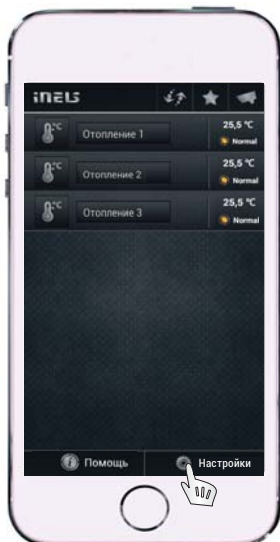 iNELS
°C Отопление 1 25,5 °C
Normal
°C Отопление 2 25,5 °C
Normal
°C Отопление 3 25,5 °C
Normal
Помощь Настройки